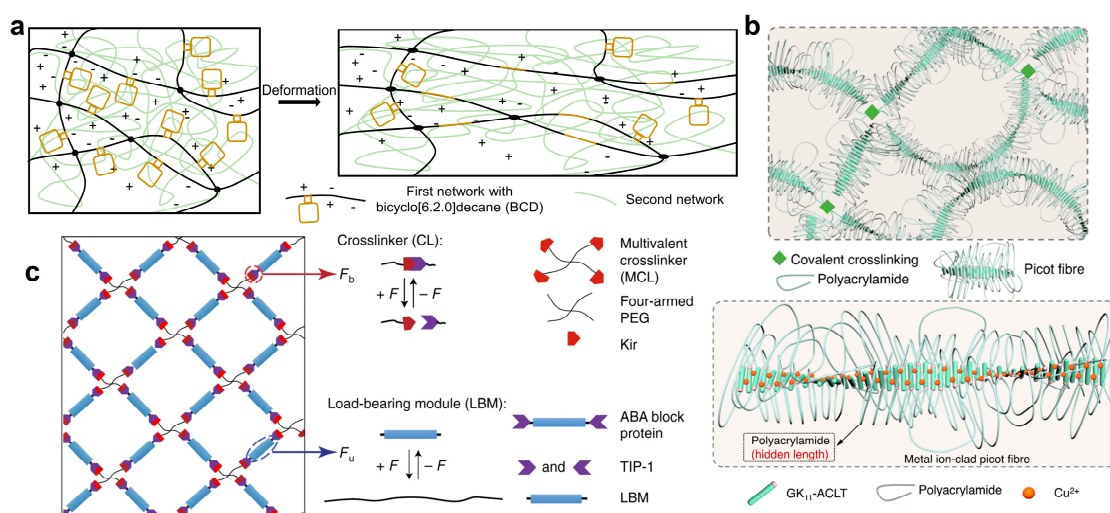 a
Deformation
First network with
bicyclo[6.2.0]decane (BCD)
Second network
b
Covalent crosslinking
Polyacrylamide
Picot fibre
Polyacrylamide
(hidden length)
Metal ion-clad picot fibre
GK₁₁-ACLT
Polyacrylamide
Cu²⁺
c
Fb
Fu
Crosslinker (CL):
+ F
− F
Load-bearing module (LBM):
+ F
− F
Multivalent
crosslinker
(MCL)
Four-armed
PEG
Kir
ABA block
protein
and
TIP-1
LBM